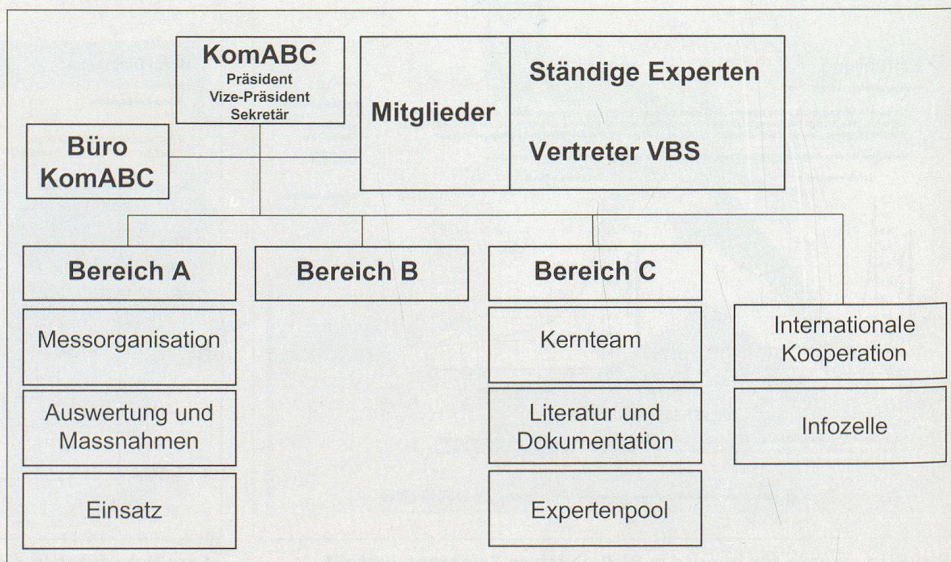 KomABC
Präsident
Vize-Präsident
Sekretär
Mitglieder
Ständige Experten
Vertreter VBS
Büro
KomABC
Bereich A
Messorganisation
Auswertung und
Massnahmen
Einsatz
Bereich B
Bereich C
Kernteam
Literatur und
Dokumentation
Expertenpool
Internationale
Kooperation
Infozelle